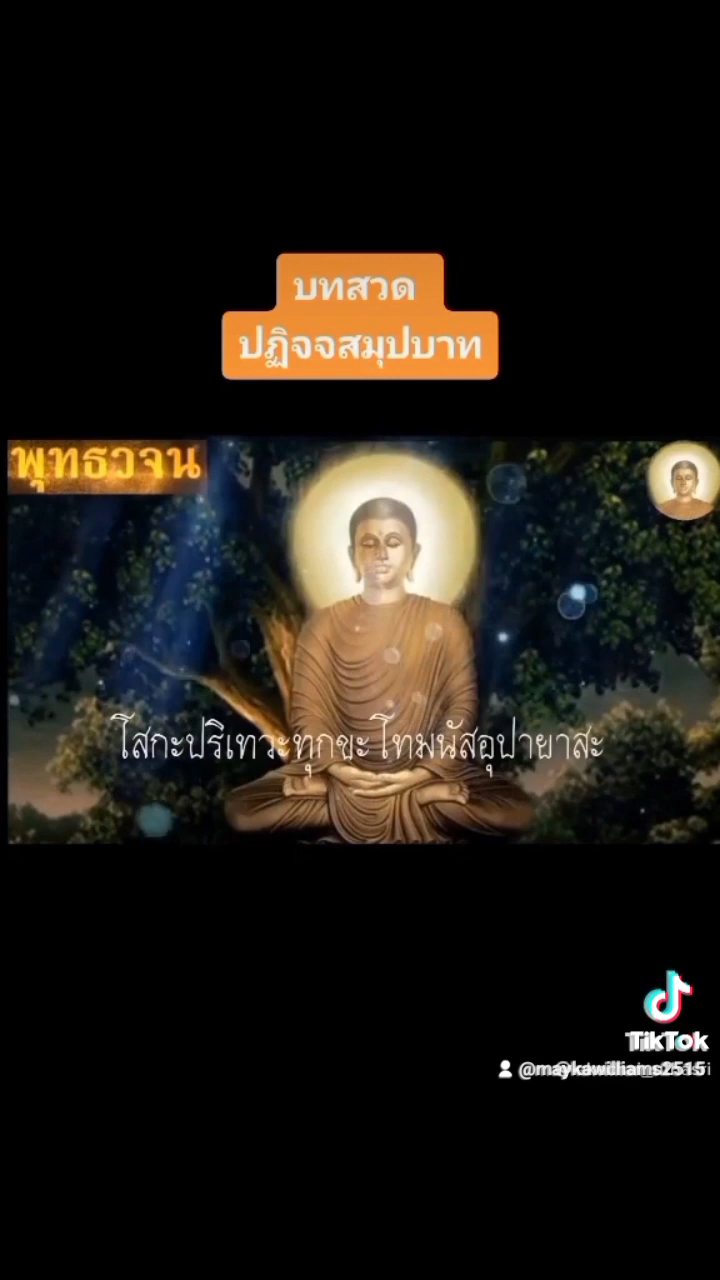 บทสวด
ปฏิจจสมุปบาท
พุทธวจน
โสกะปริเทวะทุกขะโทมนัสอุปายาสะ
TikTok
@maykawilliams2515